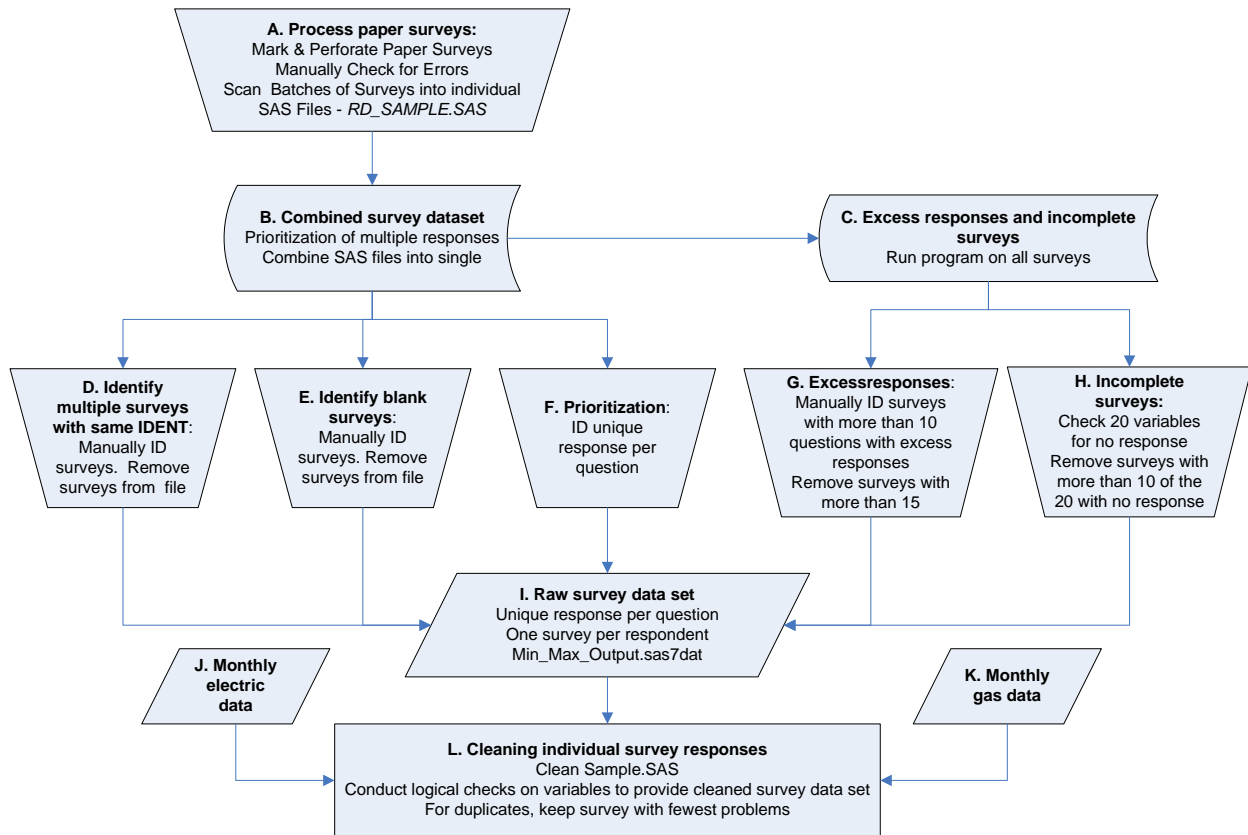 A. Process paper surveys:
Mark & Perforate Paper Surveys
Manually Check for Errors
Scan Batches of Surveys into individual
SAS Files - RD_SAMPLE.SAS
B. Combined survey dataset
Prioritization of multiple responses
Combine SAS files into single
C. Excess responses and incomplete
surveys
Run program on all surveys
D. Identify
multiple surveys
with same IDENT:
Manually ID
surveys. Remove
surveys from file
E. Identify blank
surveys:
Manually ID
surveys. Remove
surveys from file
F. Prioritization:
ID unique
response per
question
G. Excessresponses:
Manually ID surveys
with more than 10
questions with excess
responses
Remove surveys with
more than 15
H. Incomplete
surveys:
Check 20 variables
for no response
Remove surveys with
more than 10 of the
20 with no response
I. Raw survey data set
Unique response per question
One survey per respondent
Min_Max_Output.sas7dat
J. Monthly
electric
data
K. Monthly
gas data
L. Cleaning individual survey responses
Clean Sample.SAS
Conduct logical checks on variables to provide cleaned survey data set
For duplicates, keep survey with fewest problems